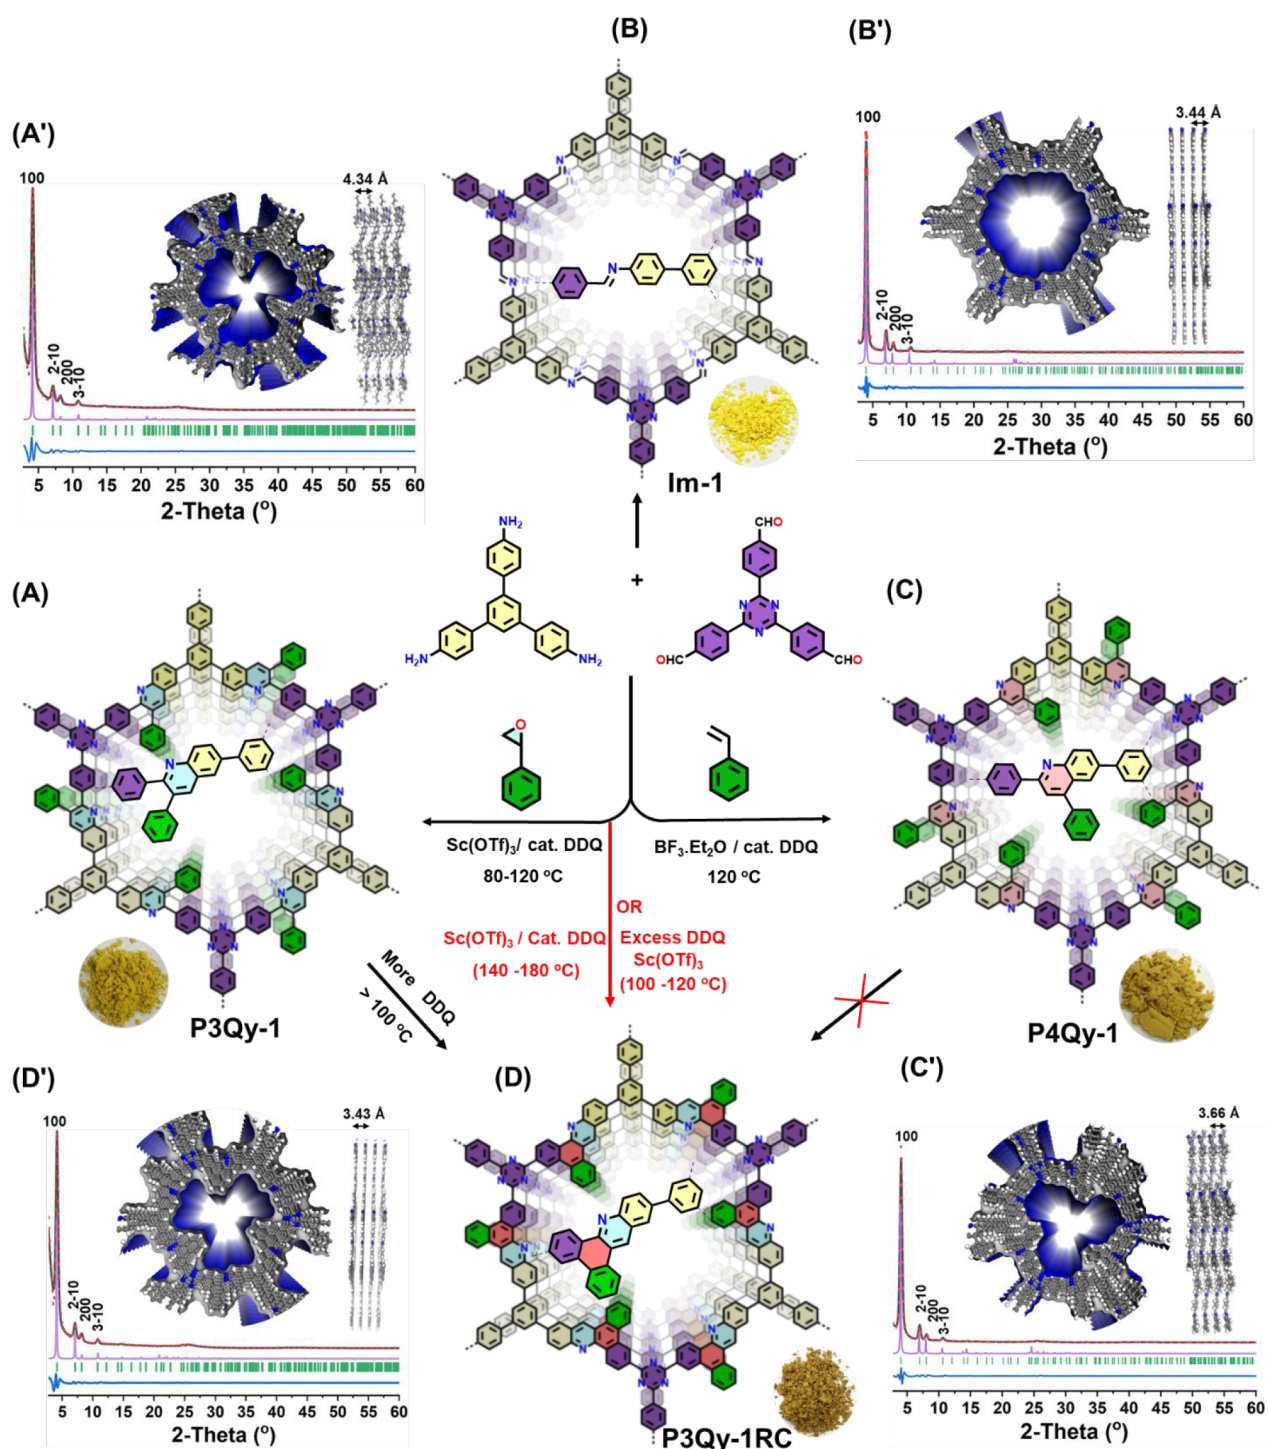 (B)
(B')
(A')
100
4.34 Å
2-10
200
3-10
5 10 15 20 25 30 35 40 45 50 55 60
2-Theta (°)
N
N
Im-1
100
3.44 Å
2-10
200
3-10
5 10 15 20 25 30 35 40 45 50 55 60
2-Theta (°)
NH₂
H₂N
NH₂
+
CHO
N N
N
OHC
CHO
(A)
N
P3Qy-1
(C)
N
P4Qy-1
O
Sc(OTf)₃/ cat. DDQ
80-120 °C
BF₃.Et₂O / cat. DDQ
120 °C
OR
Sc(OTf)₃ / Cat. DDQ
(140 -180 °C)
Excess DDQ
Sc(OTf)₃
(100 -120 °C)
More DDQ
> 100 °C
(D')
100
3.43 Å
2-10
200
3-10
5 10 15 20 25 30 35 40 45 50 55 60
2-Theta (°)
(D)
N
P3Qy-1RC
(C')
100
3.66 Å
2-10
200
3-10
5 10 15 20 25 30 35 40 45 50 55 60
2-Theta (°)